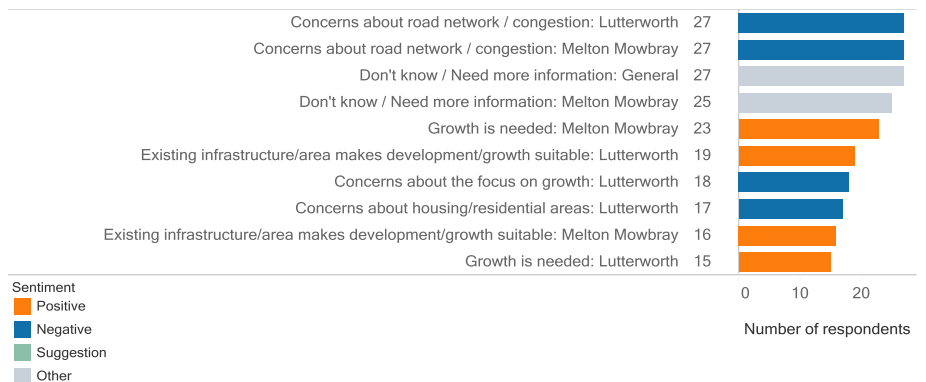 Concerns about road network / congestion: Lutterworth 27
Concerns about road network / congestion: Melton Mowbray 27
Don't know / Need more information: General 27
Don't know / Need more information: Melton Mowbray 25
Growth is needed: Melton Mowbray 23
Existing infrastructure/area makes development/growth suitable: Lutterworth 19
Concerns about the focus on growth: Lutterworth 18
Concerns about housing/residential areas: Lutterworth 17
Existing infrastructure/area makes development/growth suitable: Melton Mowbray 16
Growth is needed: Lutterworth 15
0 10 20
Number of respondents
Sentiment
Positive
Negative
Suggestion
Other